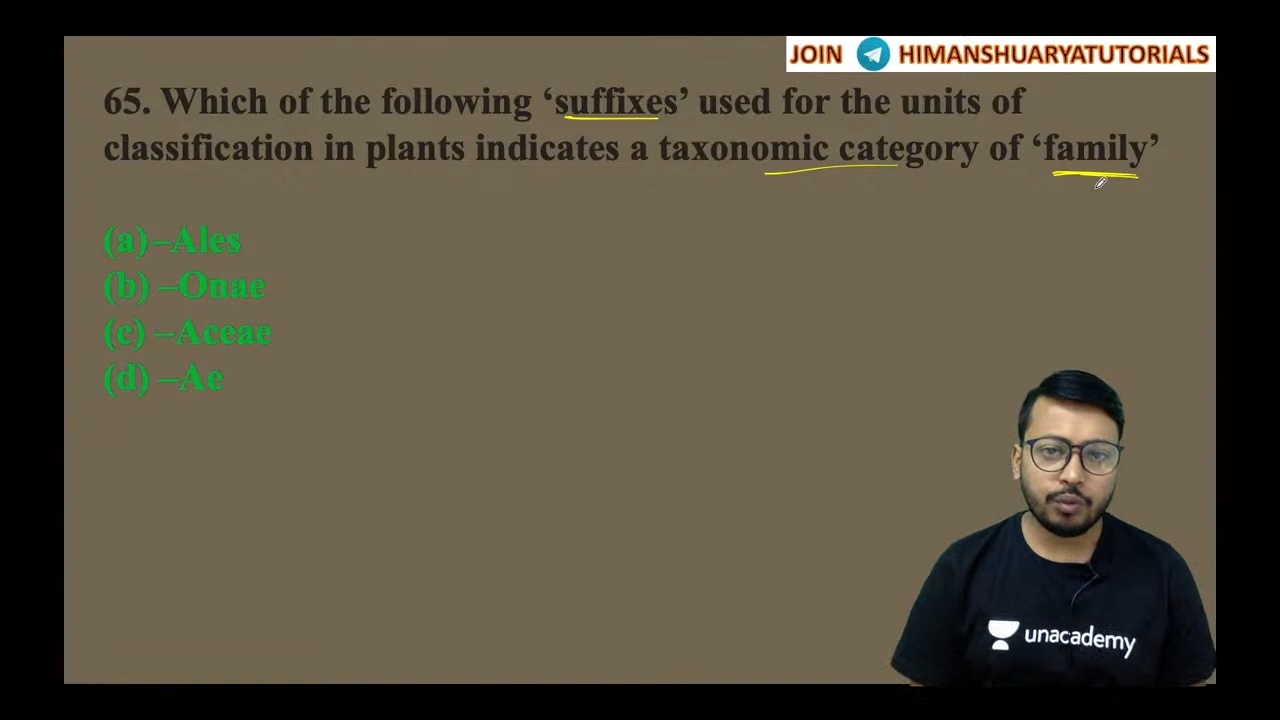 JOIN HIMANSHUARYATUTORIALS
65. Which of the following ‘suffixes’ used for the units of
classification in plants indicates a taxonomic category of ‘family’
(a)–Ales
(b) –Onae
(c) –Aceae
(d) –Ae
unacademy